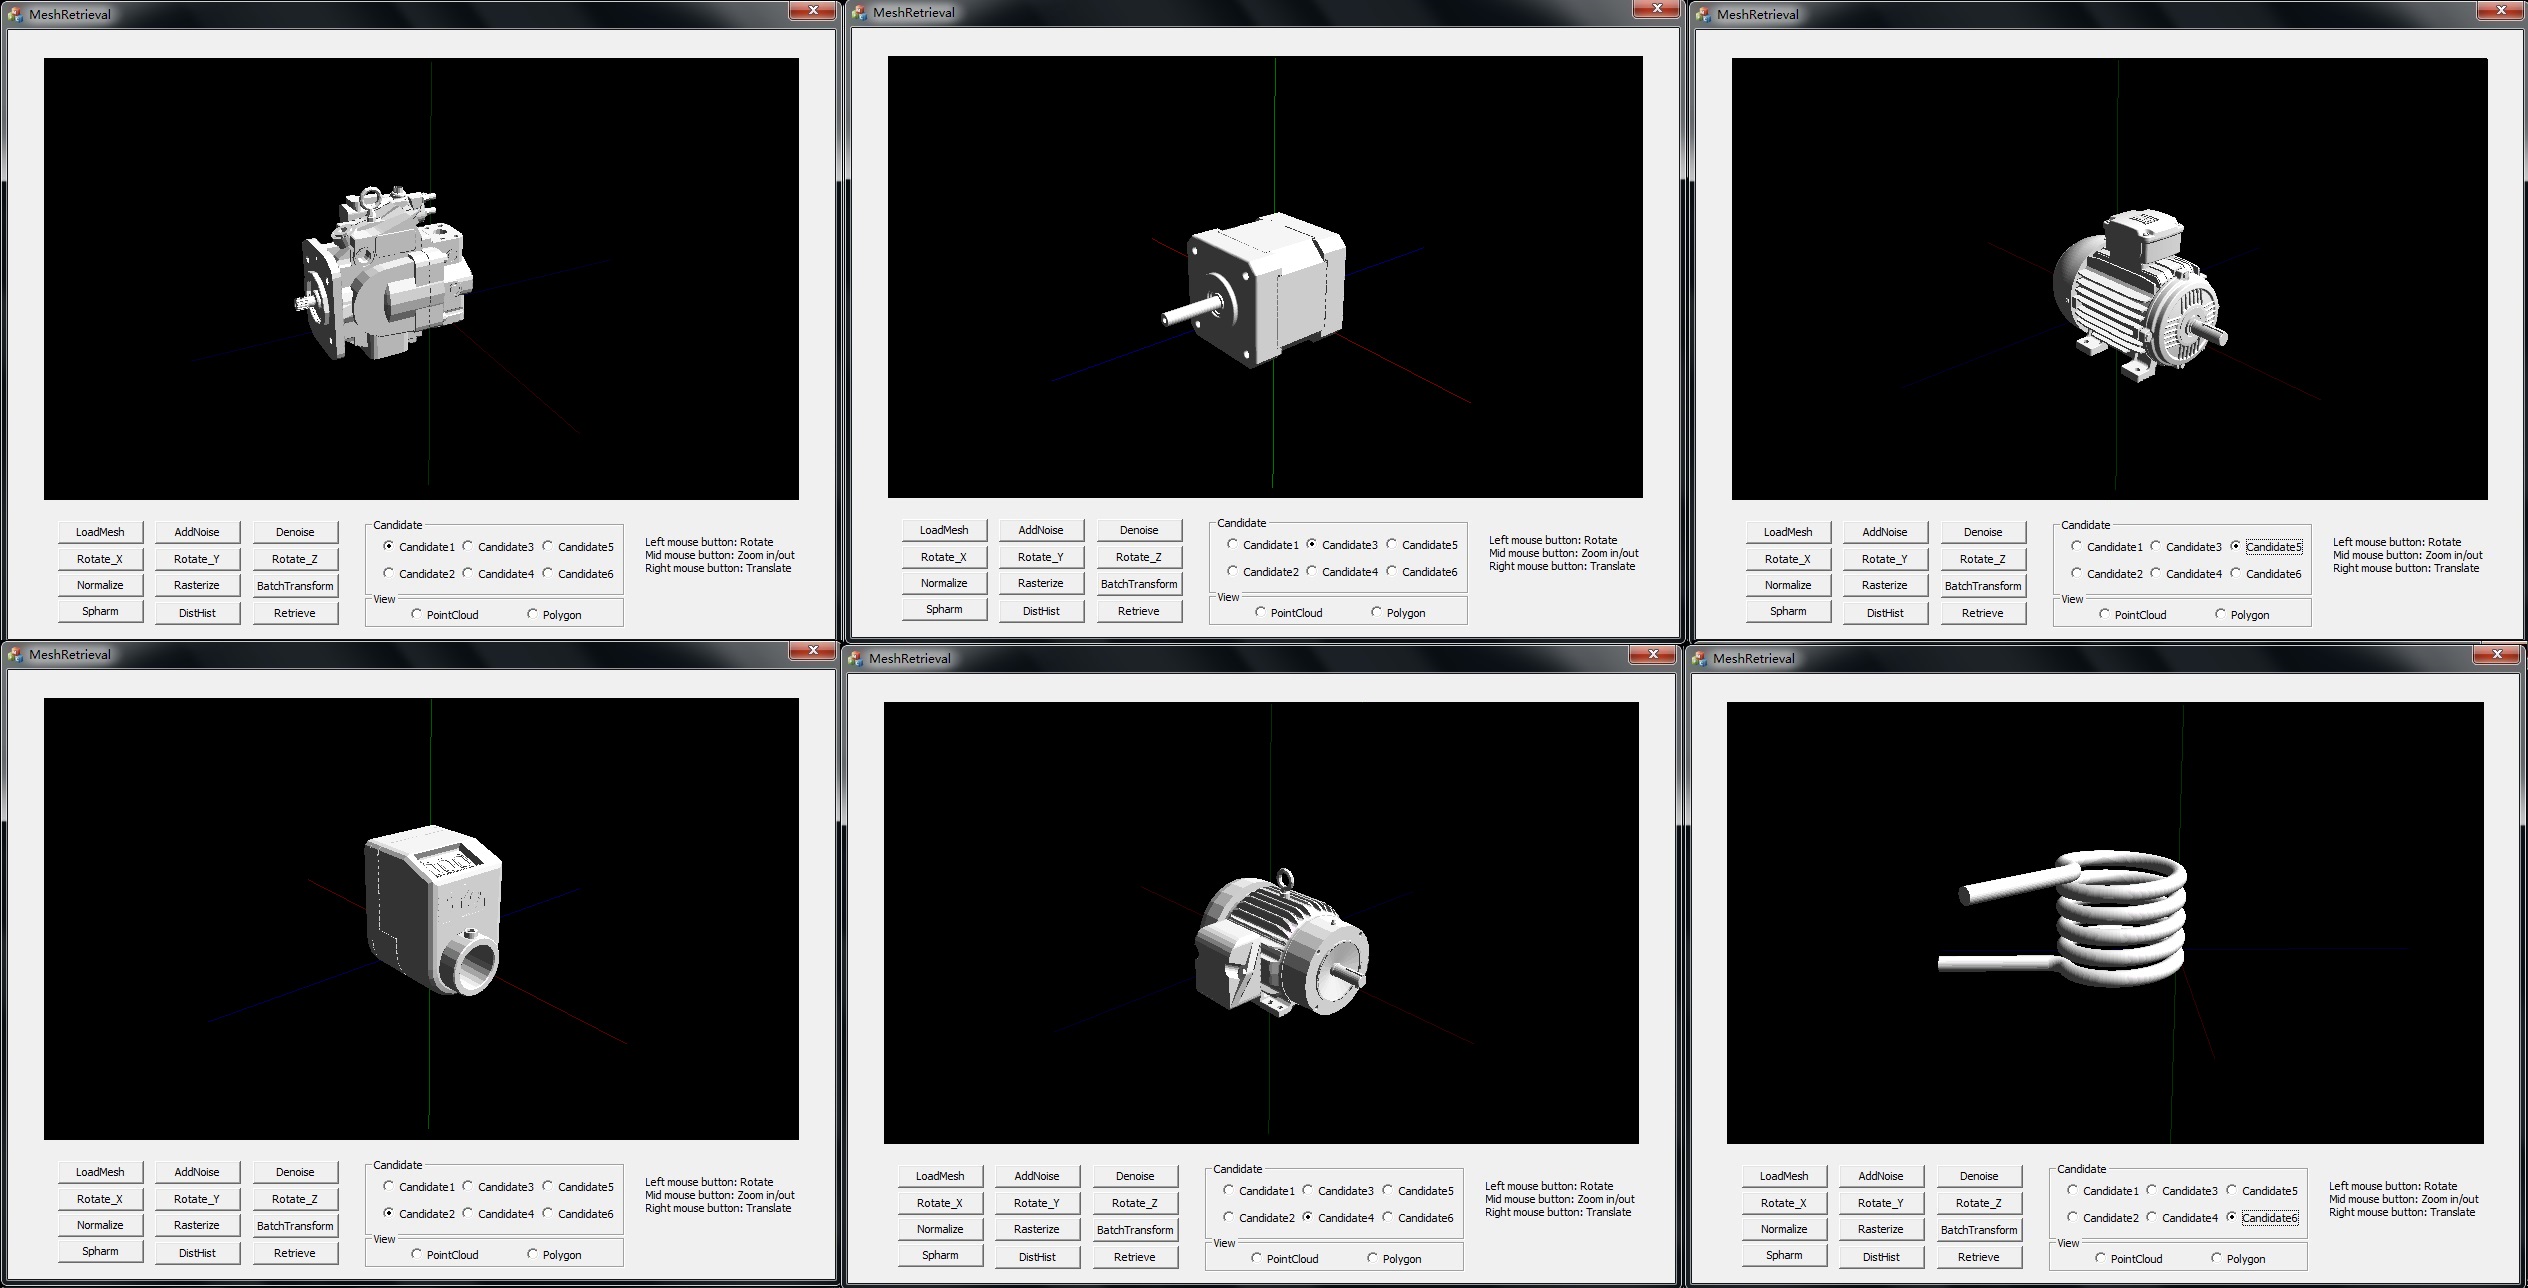 MeshRetrieval
LoadMesh AddNoise Denoise
Rotate_X Rotate_Y Rotate_Z
Normalize Rasterize BatchTransform
Spharm DistHist Retrieve
Candidate
Candidate1 Candidate3 Candidate5
Candidate2 Candidate4 Candidate6
View
PointCloud Polygon
Left mouse button: Rotate
Mid mouse button: Zoom in/out
Right mouse button: Translate
MeshRetrieval
LoadMesh AddNoise Denoise
Rotate_X Rotate_Y Rotate_Z
Normalize Rasterize BatchTransform
Spharm DistHist Retrieve
Candidate
Candidate1 Candidate3 Candidate5
Candidate2 Candidate4 Candidate6
View
PointCloud Polygon
Left mouse button: Rotate
Mid mouse button: Zoom in/out
Right mouse button: Translate
MeshRetrieval
LoadMesh AddNoise Denoise
Rotate_X Rotate_Y Rotate_Z
Normalize Rasterize BatchTransform
Spharm DistHist Retrieve
Candidate
Candidate1 Candidate3 Candidate5
Candidate2 Candidate4 Candidate6
View
PointCloud Polygon
Left mouse button: Rotate
Mid mouse button: Zoom in/out
Right mouse button: Translate
MeshRetrieval
LoadMesh AddNoise Denoise
Rotate_X Rotate_Y Rotate_Z
Normalize Rasterize BatchTransform
Spharm DistHist Retrieve
Candidate
Candidate1 Candidate3 Candidate5
Candidate2 Candidate4 Candidate6
View
PointCloud Polygon
Left mouse button: Rotate
Mid mouse button: Zoom in/out
Right mouse button: Translate
MeshRetrieval
LoadMesh AddNoise Denoise
Rotate_X Rotate_Y Rotate_Z
Normalize Rasterize BatchTransform
Spharm DistHist Retrieve
Candidate
Candidate1 Candidate3 Candidate5
Candidate2 Candidate4 Candidate6
View
PointCloud Polygon
Left mouse button: Rotate
Mid mouse button: Zoom in/out
Right mouse button: Translate
MeshRetrieval
LoadMesh AddNoise Denoise
Rotate_X Rotate_Y Rotate_Z
Normalize Rasterize BatchTransform
Spharm DistHist Retrieve
Candidate
Candidate1 Candidate3 Candidate5
Candidate2 Candidate4 Candidate6
View
PointCloud Polygon
Left mouse button: Rotate
Mid mouse button: Zoom in/out
Right mouse button: Translate